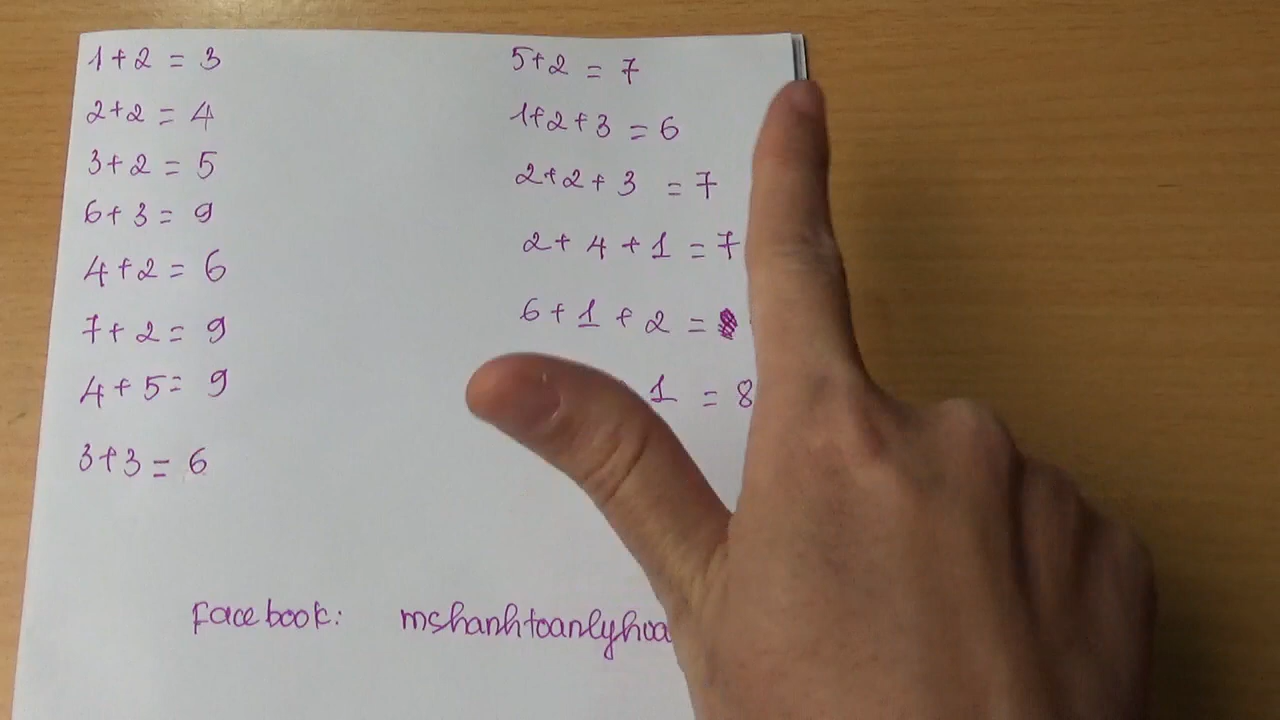 1+2 = 3
2+2 = 4
3+2 = 5
6+3 = 9
4+2 = 6
7+2 = 9
4+5= 9
3+3 = 6
5+2 = 7
1+2+3 = 6
2+2+3 = 7
2+4+1 = 7
6+1+2 =
1 = 8
Facebook: mshanhtoanlyhoa